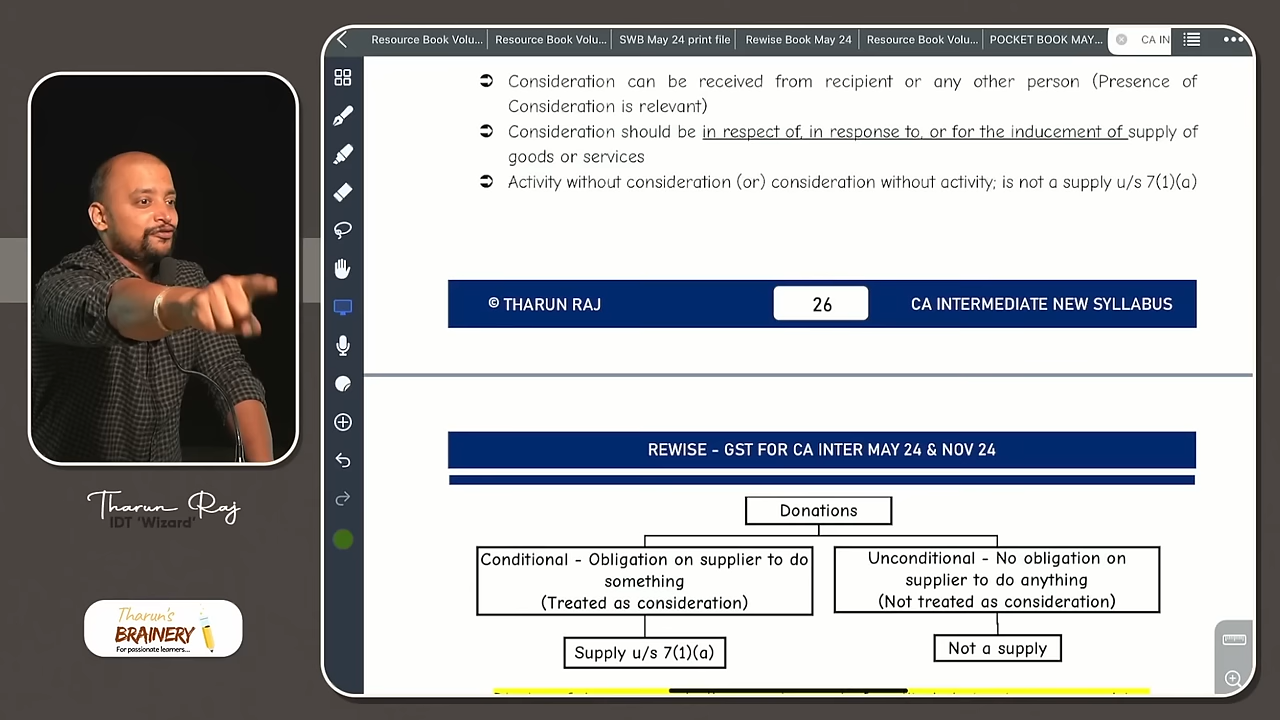 Resource Book Volu...
Resource Book Volu...
SWB May 24 print file
Rewise Book May 24
Resource Book Volu...
POCKET BOOK MAY...
CA IN
Consideration can be received from recipient or any other person (Presence of
Consideration is relevant)
Consideration should be in respect of, in response to, or for the inducement of supply of
goods or services
Activity without consideration (or) consideration without activity; is not a supply u/s 7(1)(a)
© THARUN RAJ
26
CA INTERMEDIATE NEW SYLLABUS
REWISE - GST FOR CA INTER MAY 24 & NOV 24
Donations
Conditional - Obligation on supplier to do
something
(Treated as consideration)
Unconditional - No obligation on
supplier to do anything
(Not treated as consideration)
Supply u/s 7(1)(a)
Not a supply
Tharun Raj
IDT 'Wizard'
Tharun's
BRAINERY
For passionate learners...